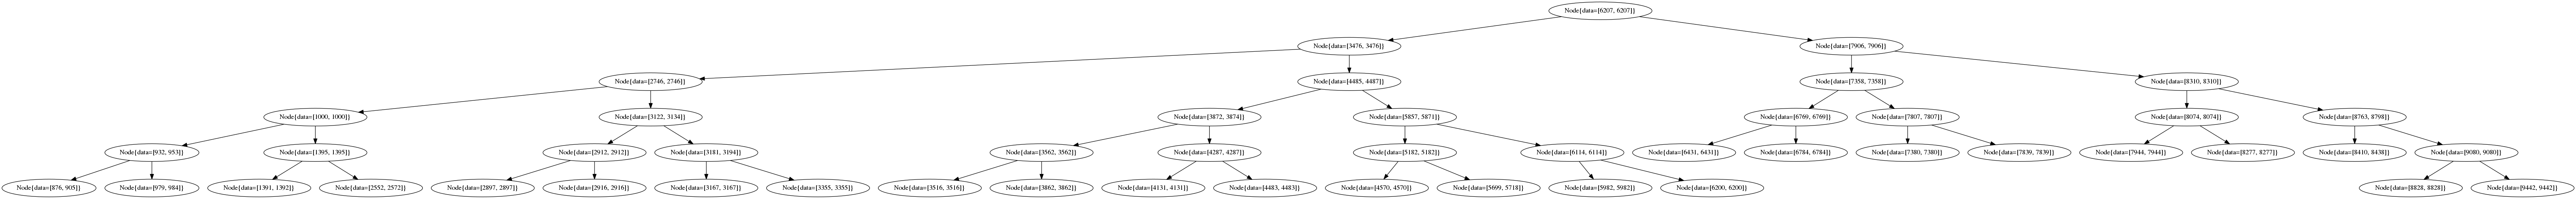 Node{data=[6207, 6207]}
Node{data=[3476, 3476]}
Node{data=[7906, 7906]}
Node{data=[2746, 2746]}
Node{data=[4485, 4487]}
Node{data=[7358, 7358]}
Node{data=[8310, 8310]}
Node{data=[1000, 1000]}
Node{data=[3122, 3134]}
Node{data=[3872, 3874]}
Node{data=[5857, 5871]}
Node{data=[6769, 6769]}
Node{data=[7807, 7807]}
Node{data=[8074, 8074]}
Node{data=[8763, 8798]}
Node{data=[932, 953]}
Node{data=[1395, 1395]}
Node{data=[2912, 2912]}
Node{data=[3181, 3194]}
Node{data=[3562, 3562]}
Node{data=[4287, 4287]}
Node{data=[5182, 5182]}
Node{data=[6114, 6114]}
Node{data=[6431, 6431]}
Node{data=[6784, 6784]}
Node{data=[7380, 7380]}
Node{data=[7839, 7839]}
Node{data=[7944, 7944]}
Node{data=[8277, 8277]}
Node{data=[8410, 8438]}
Node{data=[9080, 9080]}
Node{data=[876, 905]}
Node{data=[979, 984]}
Node{data=[1391, 1392]}
Node{data=[2552, 2572]}
Node{data=[2897, 2897]}
Node{data=[2916, 2916]}
Node{data=[3167, 3167]}
Node{data=[3355, 3355]}
Node{data=[3516, 3516]}
Node{data=[3862, 3862]}
Node{data=[4131, 4131]}
Node{data=[4483, 4483]}
Node{data=[4570, 4570]}
Node{data=[5699, 5718]}
Node{data=[5982, 5982]}
Node{data=[6200, 6200]}
Node{data=[8828, 8828]}
Node{data=[9442, 9442]}